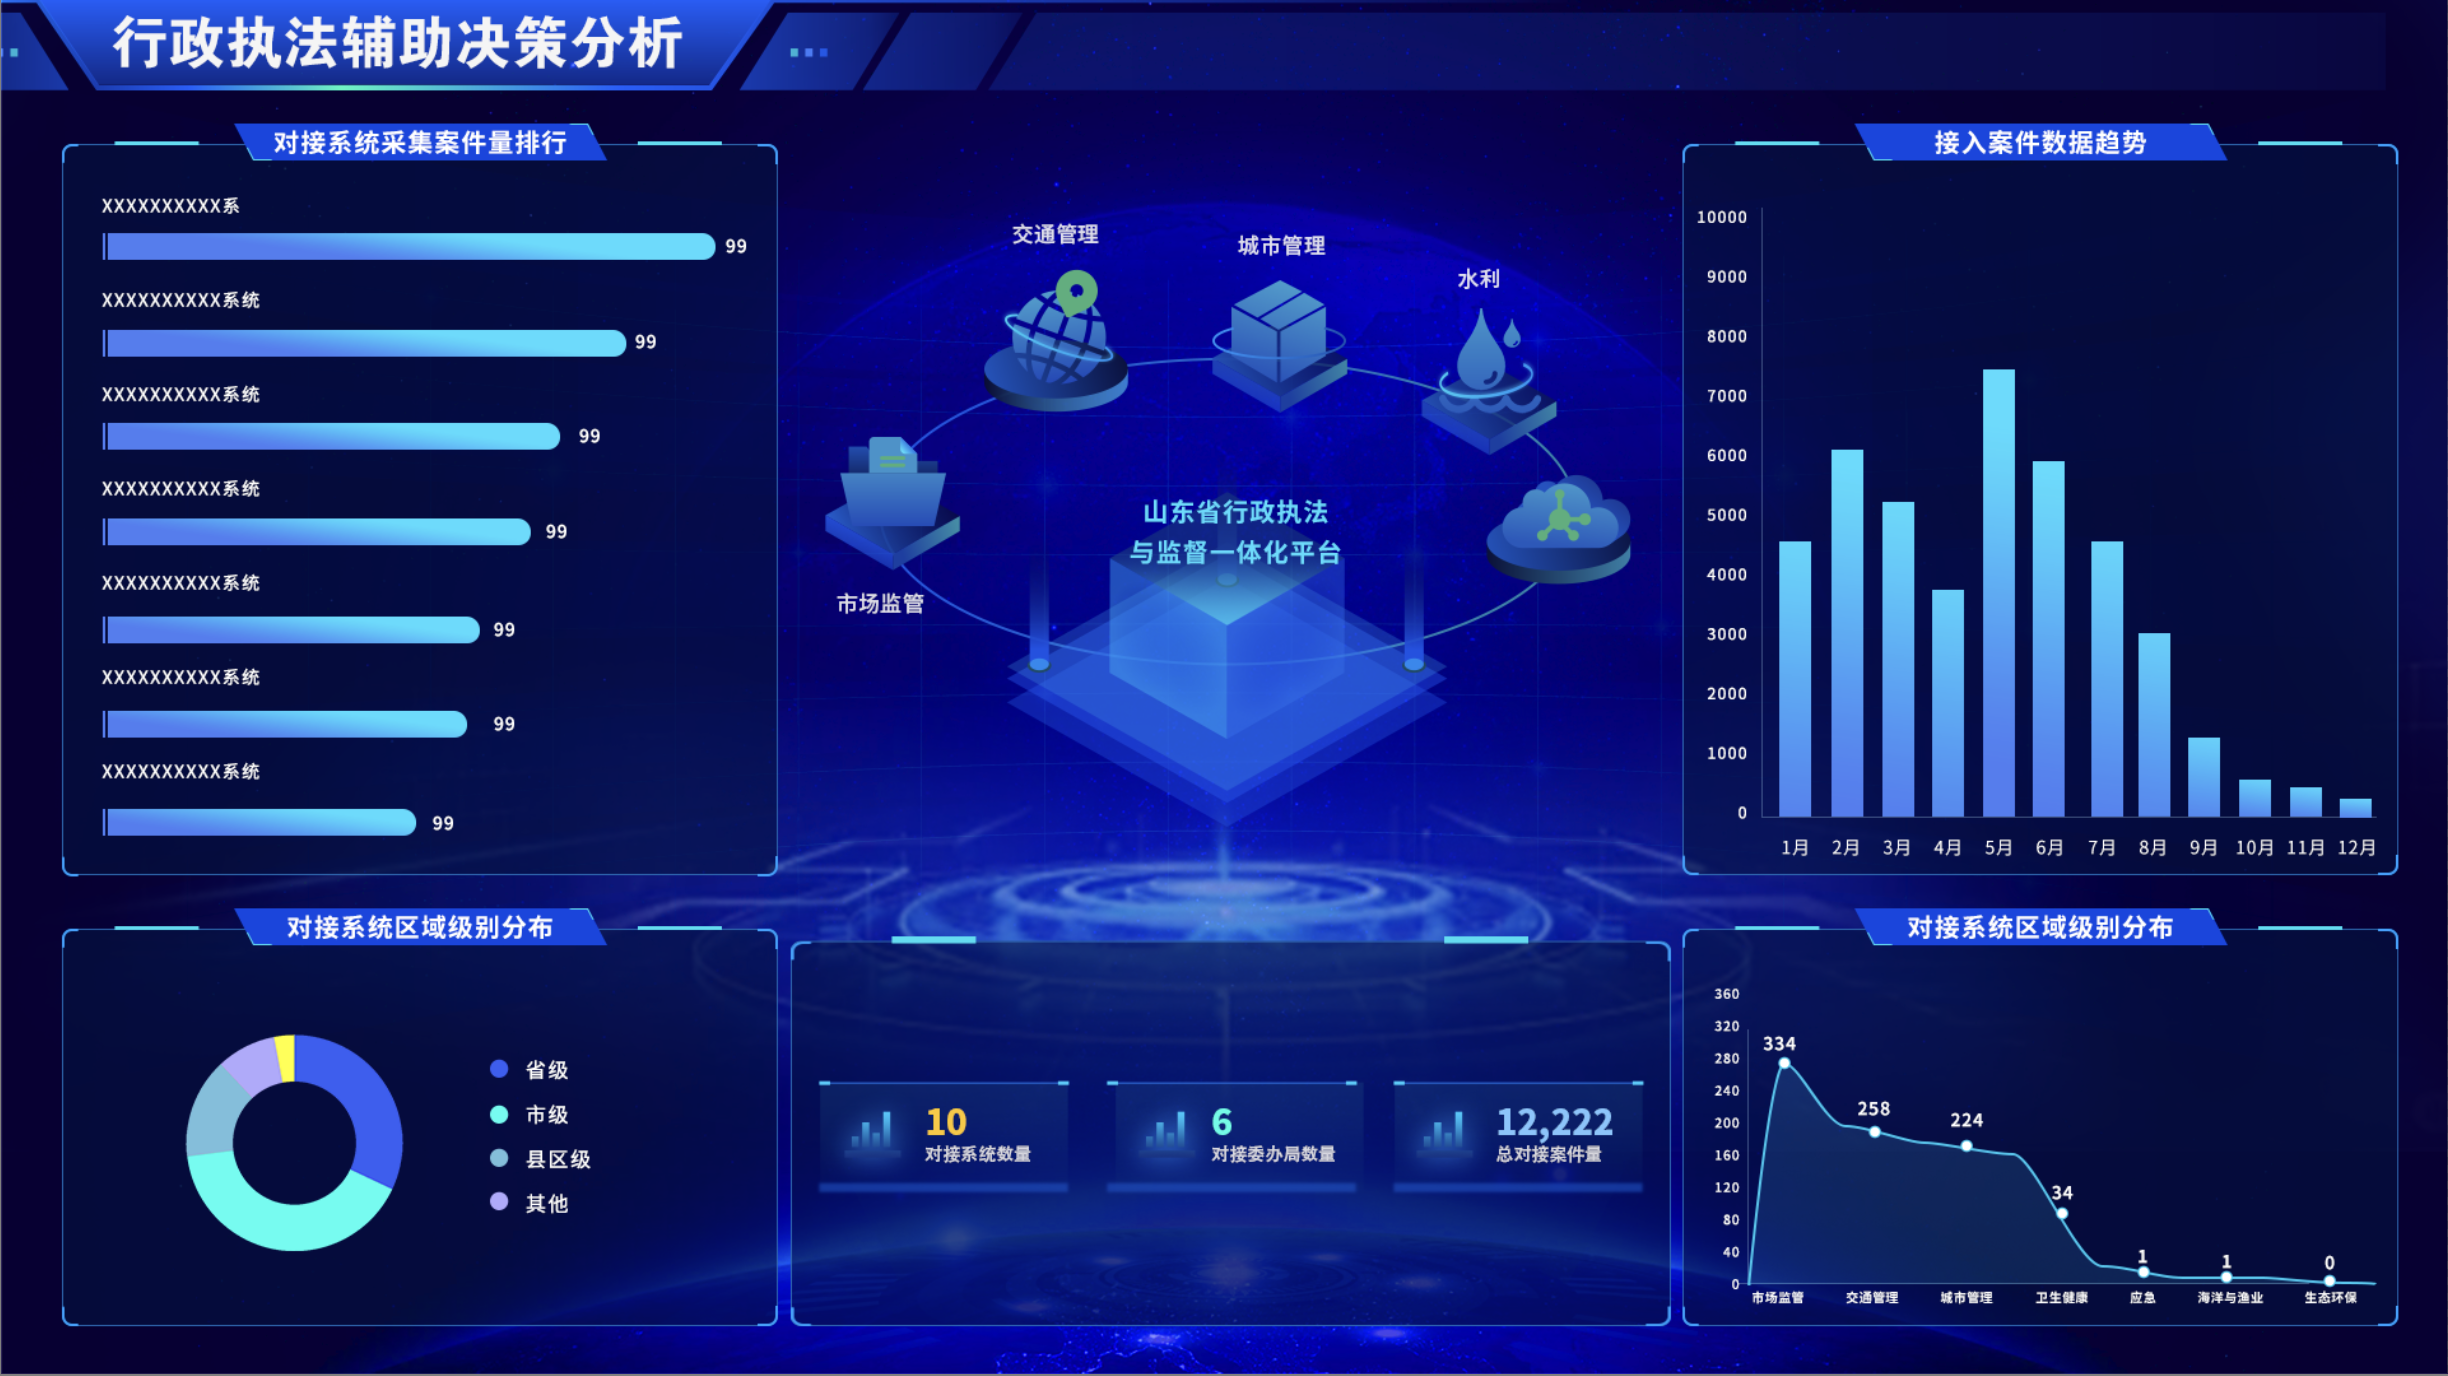 行政执法辅助决策分析
对接系统采集案件量排行
XXXXXXXXXX系
99
XXXXXXXXXX系统
99
XXXXXXXXXX系统
99
XXXXXXXXXX系统
99
XXXXXXXXXX系统
99
XXXXXXXXXX系统
99
XXXXXXXXXX系统
99
交通管理
城市管理
水利
市场监管
山东省行政执法
与监督一体化平台
接入案件数据趋势
10000
9000
8000
7000
6000
5000
4000
3000
2000
1000
0
1月 2月 3月 4月 5月 6月 7月 8月 9月 10月 11月 12月
对接系统区域级别分布
省级
市级
县区级
其他
10
对接系统数量
6
对接委办局数量
12,222
总对接案件量
对接系统区域级别分布
360
320
280
240
200
160
120
80
40
0
334
258
224
34
1
1
0
市场监管 交通管理 城市管理 卫生健康 应急 海洋与渔业 生态环保